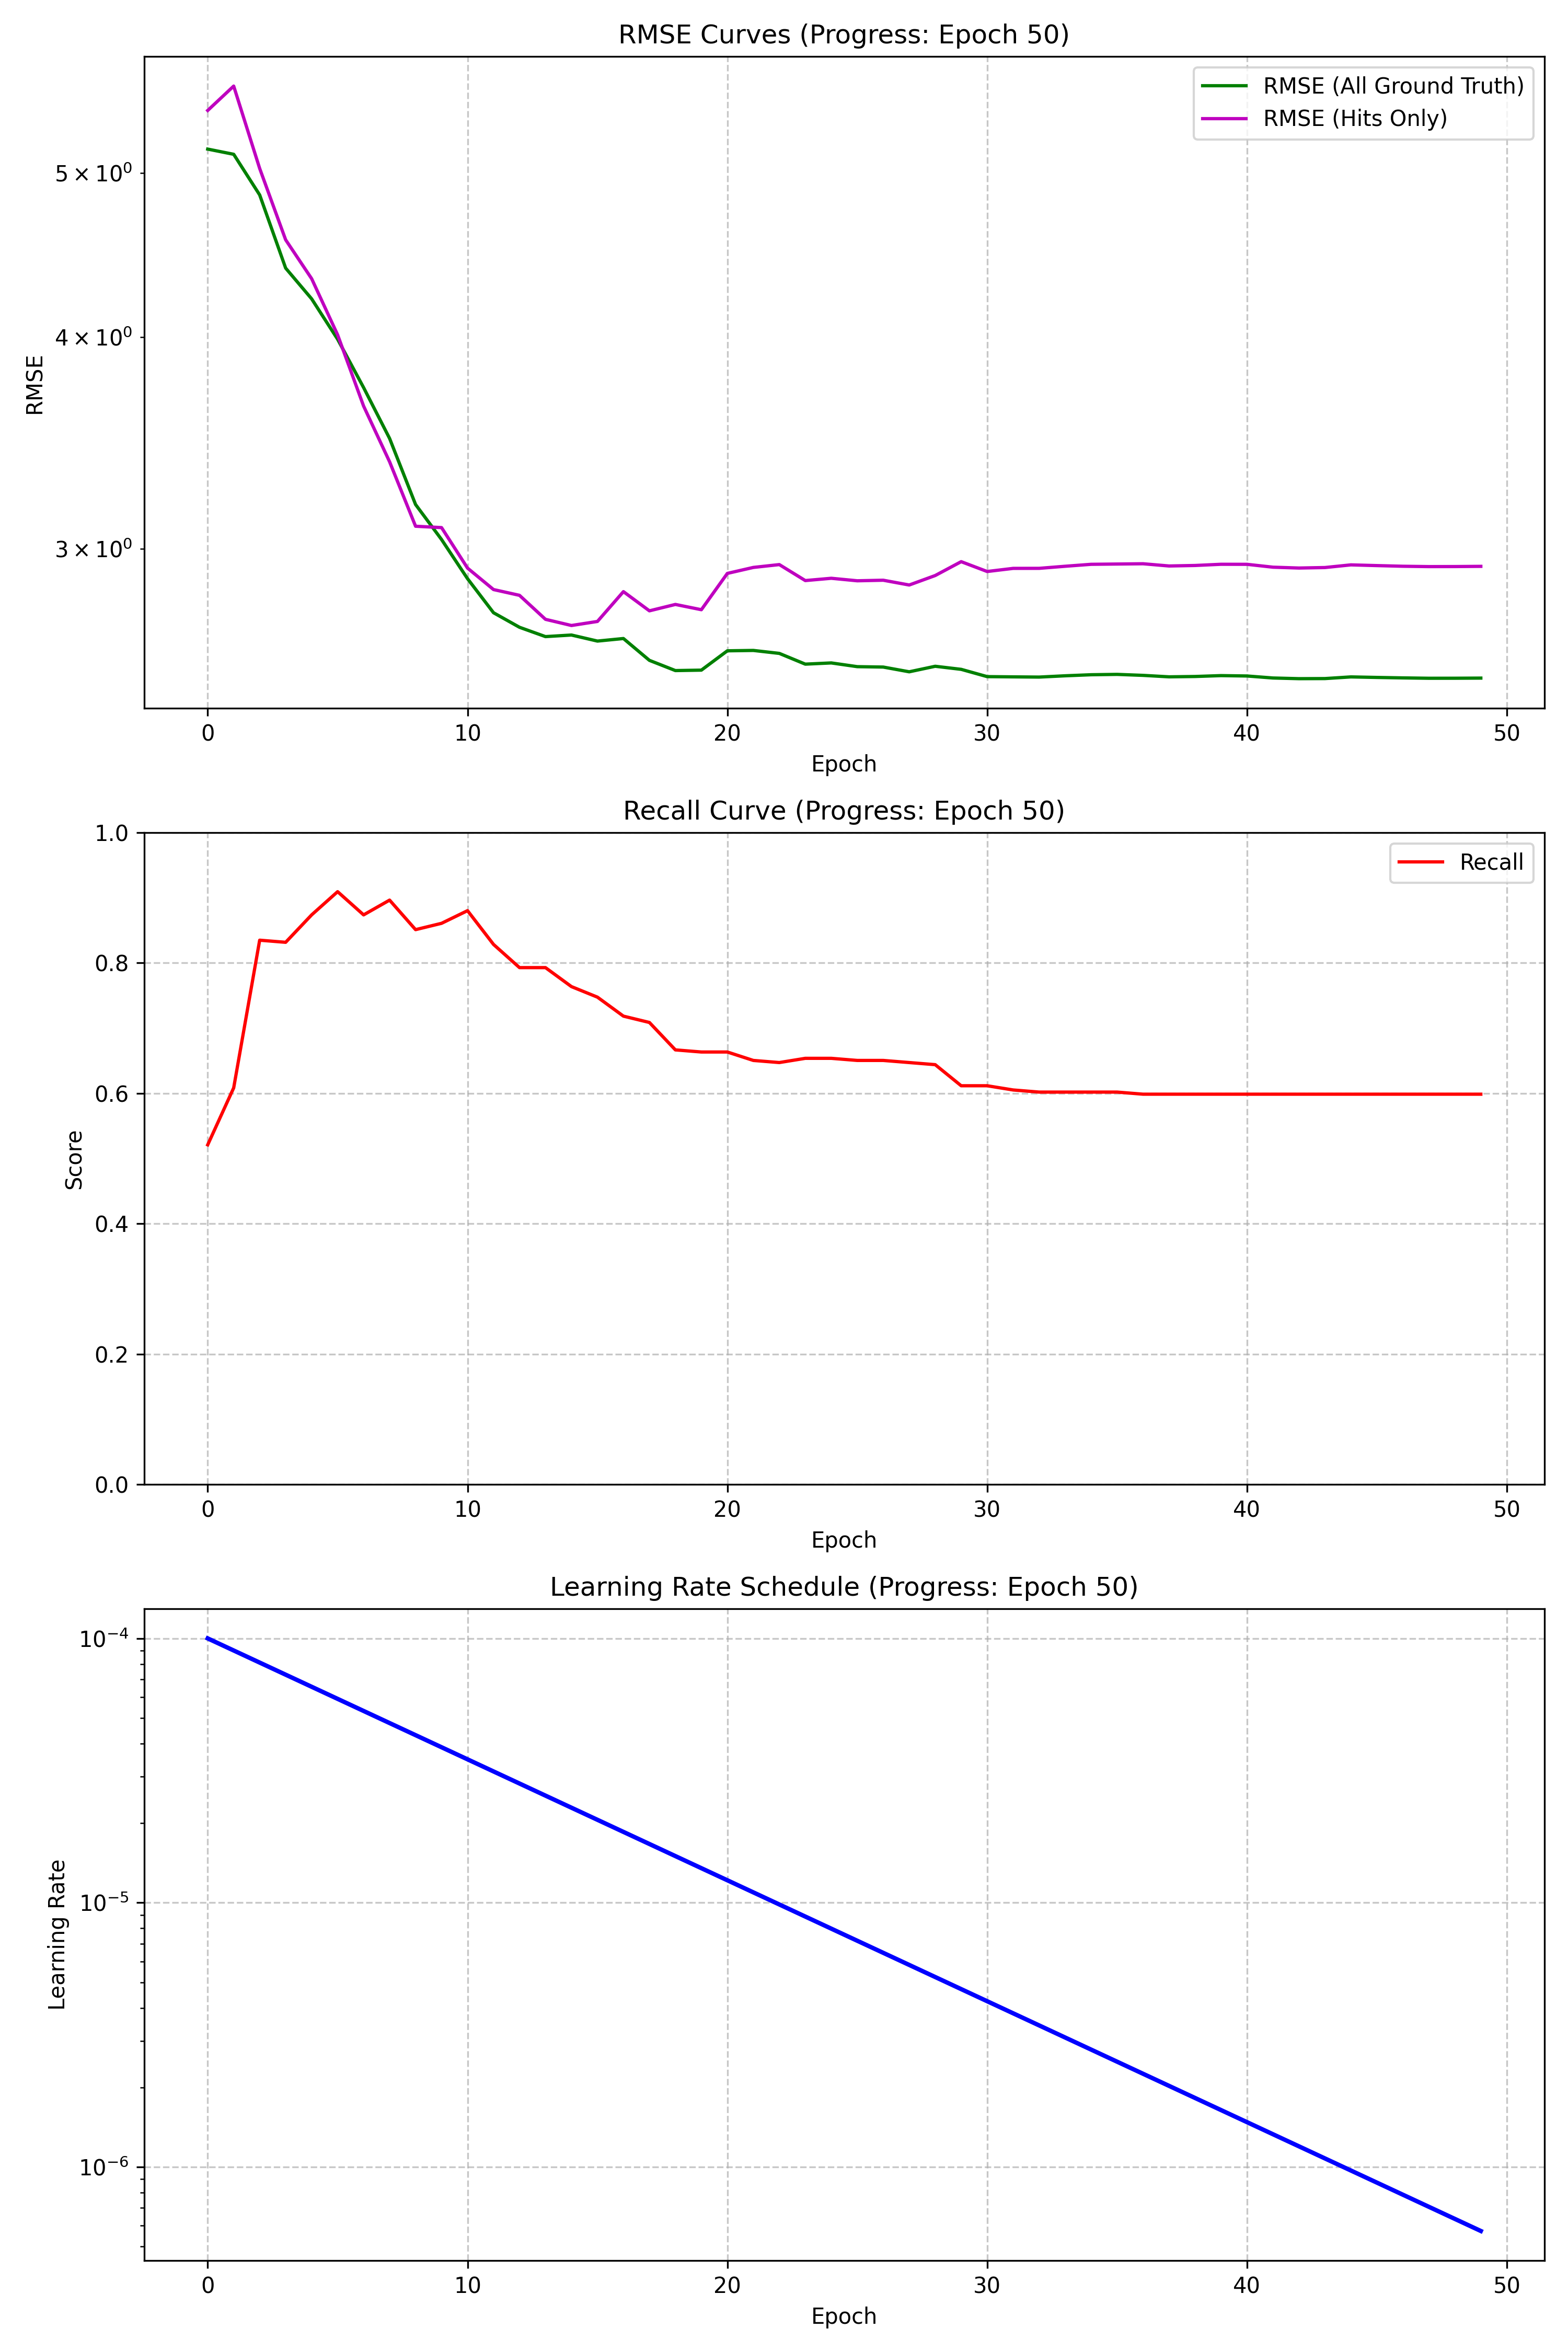 RMSE Curves (Progress: Epoch 50)
RMSE (All Ground Truth)
RMSE (Hits Only)
5 × 10⁰
4 × 10⁰
3 × 10⁰
RMSE
0 10 20 30 40 50
Epoch
Recall Curve (Progress: Epoch 50)
Recall
1.0
0.8
0.6
0.4
0.2
0.0
Score
0 10 20 30 40 50
Epoch
Learning Rate Schedule (Progress: Epoch 50)
10⁻⁴
10⁻⁵
10⁻⁶
Learning Rate
0 10 20 30 40 50
Epoch